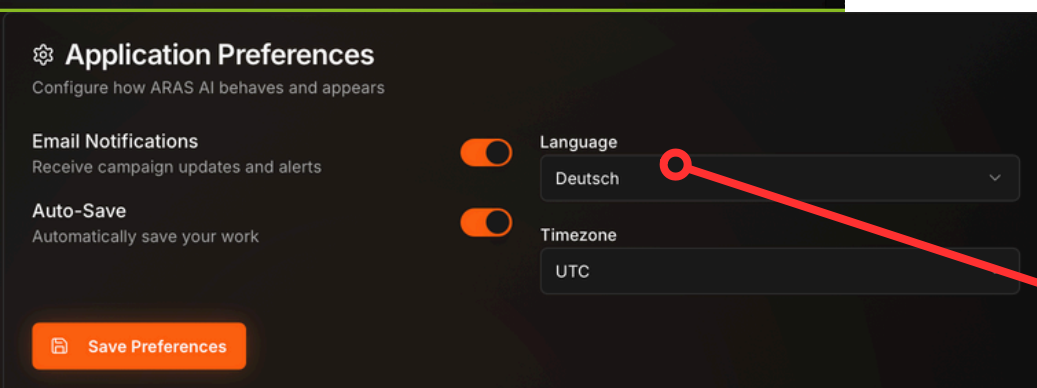 Application Preferences
Configure how ARAS AI behaves and appears
Email Notifications
Receive campaign updates and alerts
Auto-Save
Automatically save your work
Language
Deutsch
Timezone
UTC
Save Preferences